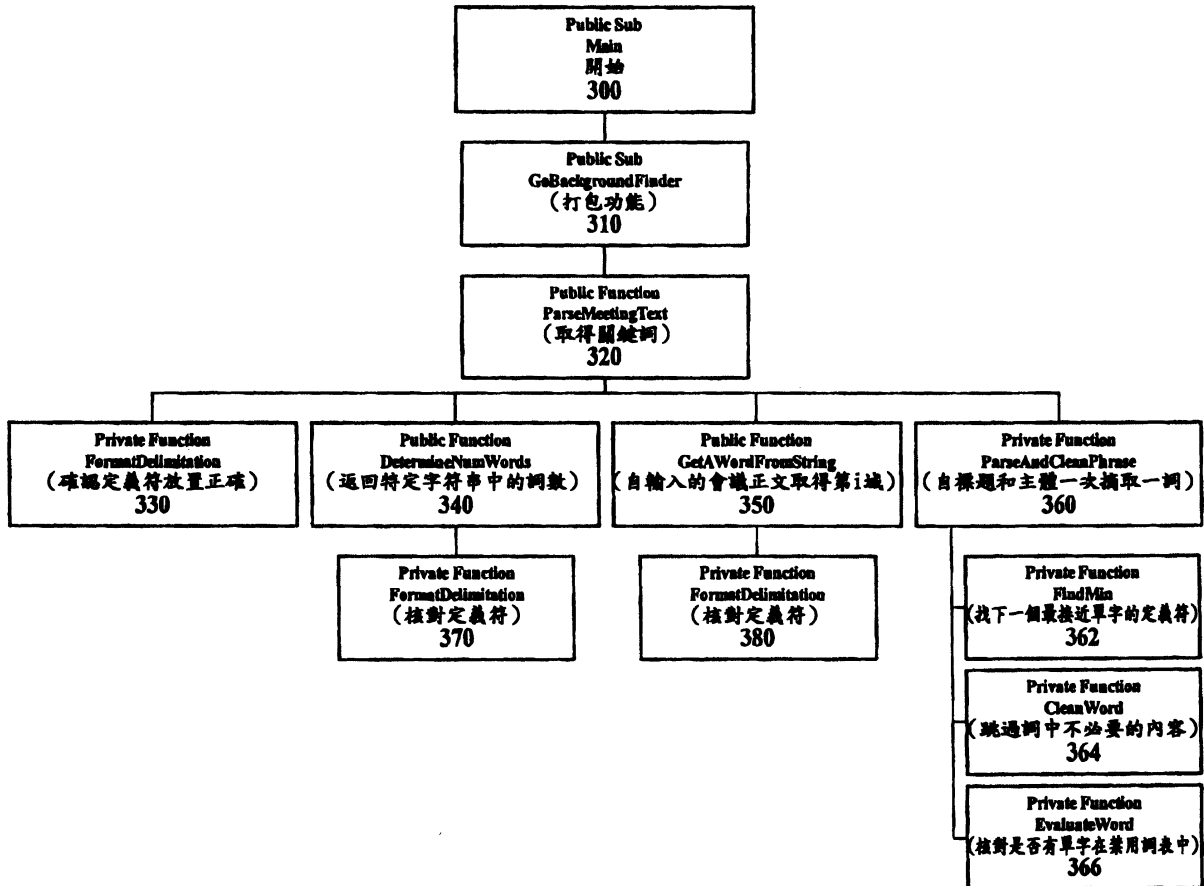 Public Sub
Main
開始
300
Public Sub
GoBackgroundFinder
(打包功能)
310
Public Function
ParseMeetingText
(取得關鍵詞)
320
Private Function
FormatDelimitation
(確認定義符放置正確)
330
Public Function
DetermineNumWords
(返回特定字符串中的詞數)
340
Public Function
GetAWordFromString
(自輸入的會議正文取得第i域)
350
Private Function
ParseAndCleanPhrase
(自標題和主體一次摘取一詞)
360
Private Function
FormatDelimitation
(核對定義符)
370
Private Function
FormatDelimitation
(核對定義符)
380
Private Function
FindMin
(找下一個最接近單字的定義符)
362
Private Function
CleanWord
(跳過詞中不必要的內容)
364
Private Function
EvaluateWord
(核對是否有單字在禁用詞表中)
366